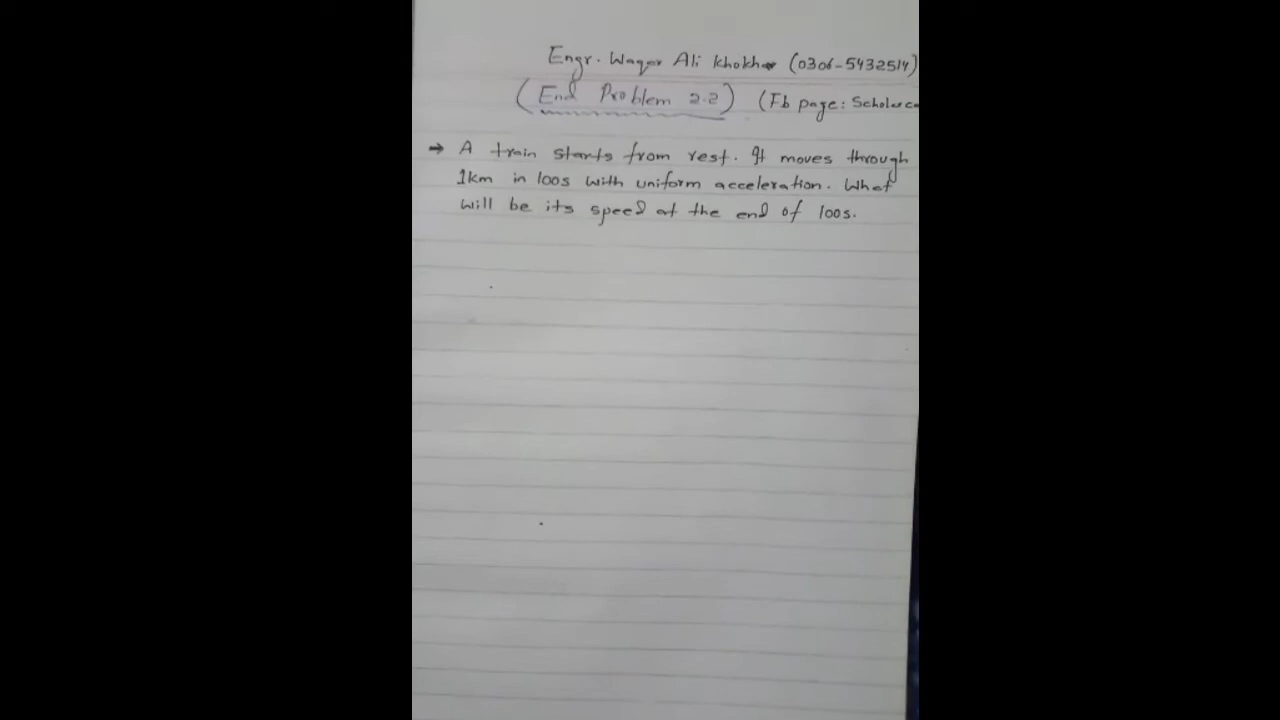 Engr. Waqar Ali Khokhar (0306-5432514)
(End Problem 2.2) (Fb page: Scholars
→ A train starts from rest. It moves through
1km in 100s with uniform acceleration. What
will be its speed at the end of 100s.